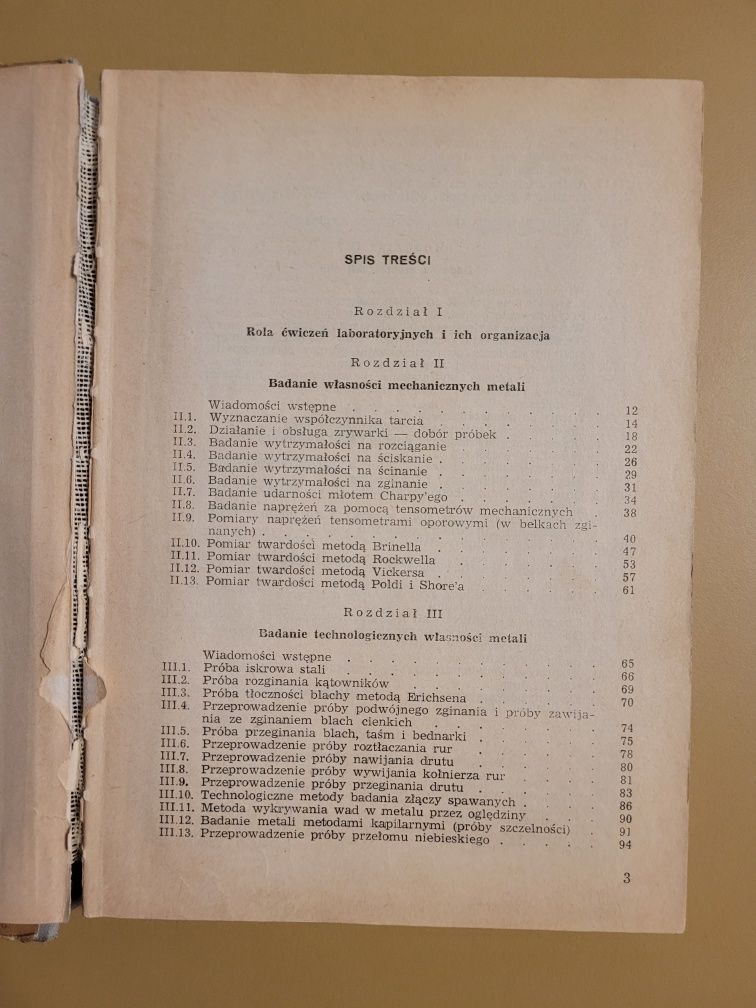 SPIS TREŚCI
Rozdział I
Rola ćwiczeń laboratoryjnych i ich organizacja
Rozdział II
Badanie własności mechanicznych metali
Wiadomości wstępne . . . . . . . . 12
II.1. Wyznaczanie współczynnika tarcia . . . . . . 14
II.2. Działanie i obsługa zrywarki — dobór próbek . . . . 18
II.3. Badanie wytrzymałości na rozciąganie . . . . . 22
II.4. Badanie wytrzymałości na ściskanie . . . . . . 26
II.5. Badanie wytrzymałości na ścinanie . . . . . . 29
II.6. Badanie wytrzymałości na zginanie . . . . . . 31
II.7. Badanie udarności młotem Charpy'ego . . . . . 34
II.8. Badanie naprężeń za pomocą tensometrów mechanicznych . 38
II.9. Pomiary naprężeń tensometrami oporowymi (w belkach zgi-
nanych) . . . . . . . . . . . 40
II.10. Pomiar twardości metodą Brinella . . . . . . 47
II.11. Pomiar twardości metodą Rockwella . . . . . 53
II.12. Pomiar twardości metodą Vickersa . . . . . . 57
II.13. Pomiar twardości metodą Poldi i Shore'a . . . . 61
Rozdział III
Badanie technologicznych własności metali
Wiadomości wstępne . . . . . . . . 65
III.1. Próba iskrowa stali . . . . . . . . 66
III.2. Próba rozginania kątowników . . . . . . 69
III.3. Próba tłoczności blachy metodą Erichsena . . . . 70
III.4. Przeprowadzenie próby podwójnego zginania i próby zawija-
nia ze zginaniem blach cienkich . . . . . . 74
III.5. Próba przeginania blach, taśm i bednarki . . . . 75
III.6. Przeprowadzenie próby roztłaczania rur . . . . 78
III.7. Przeprowadzenie próby nawijania drutu . . . . 80
III.8. Przeprowadzenie próby wywijania kołnierza rur . . . 81
III.9. Przeprowadzenie próby przeginania drutu . . . . 83
III.10. Technologiczne metody badania złączy spawanych . . . 86
III.11. Metoda wykrywania wad w metalu przez oględziny . . . 90
III.12. Badanie metali metodami kapilarnymi (próby szczelności) . 91
III.13. Przeprowadzenie próby przełomu niebieskiego . . . . 94
3